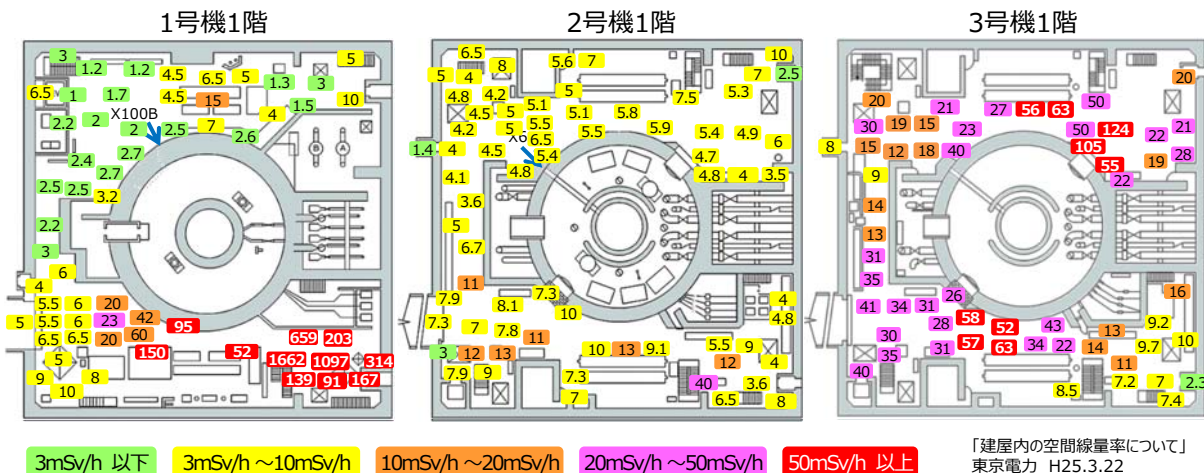 1号機1階
3 1.2 1.2 4.5 6.5 5 1.3 3 5
6.5 1 1.7 4.5 15 4 1.5 10
X100B
2.2 2 2 2.5 7 2.6
2.4 2.7
2.7
2.5 2.5 3.2
2.2
3
6
4
5.5 6 20
5 5.5 6 23 42 95
6.5 6.5 20 60 659 203
5 150 52 1662 1097 314
9 8 139 91 167
10
2号機1階
6.5 8 5.6 7 10
5 4 7 2.5
4.8 4.2 5 7.5 5.3
4.5 5 5.1 5.1 5.8
4.2 5 5.5 5.5 5.9 5.4 4.9
1.4 4 4.5 6.5 6
X6
4.8 5.4 4.7
4.1 4.8 4 3.5
3.6
5
6.7
11
7.9 8.1 7.3 10 4
7.3 7 7.8 11 4.8
3 12 13 10 13 9.1 5.5 9
7.9 9 7.3 12 4
7 40 3.6
6.5 8
3号機1階
20
20 21 27 56 63 50
30 19 15 23 50 124 22 21
8 15 12 18 40 105 19 28
9 55 22
14
13
31
35
41 34 31 26 16
30 28 58 52 43 13 9.2
35 31 57 63 34 22 14 9.7 10
40 11
8.5 7.2 7 2.3
7.4
3mSv/h 以下 3mSv/h ～10mSv/h 10mSv/h ～20mSv/h 20mSv/h ～50mSv/h 50mSv/h 以上
「建屋内の空間線量率について」
東京電力 H25.3.22